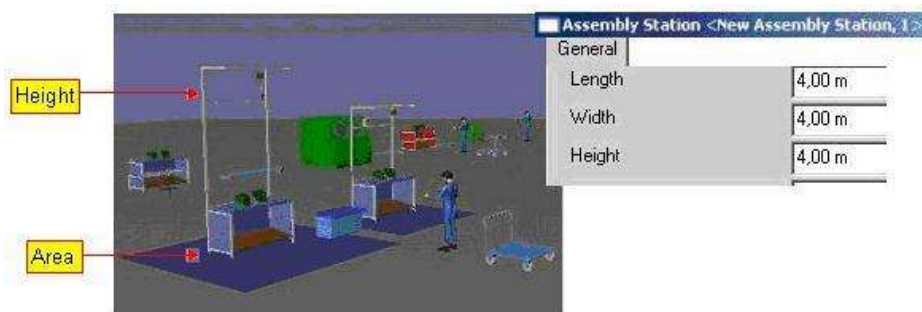 Height
Area
Assembly Station <New Assembly Station, 1>
General
Length 4,00 m
Width 4,00 m
Height 4,00 m